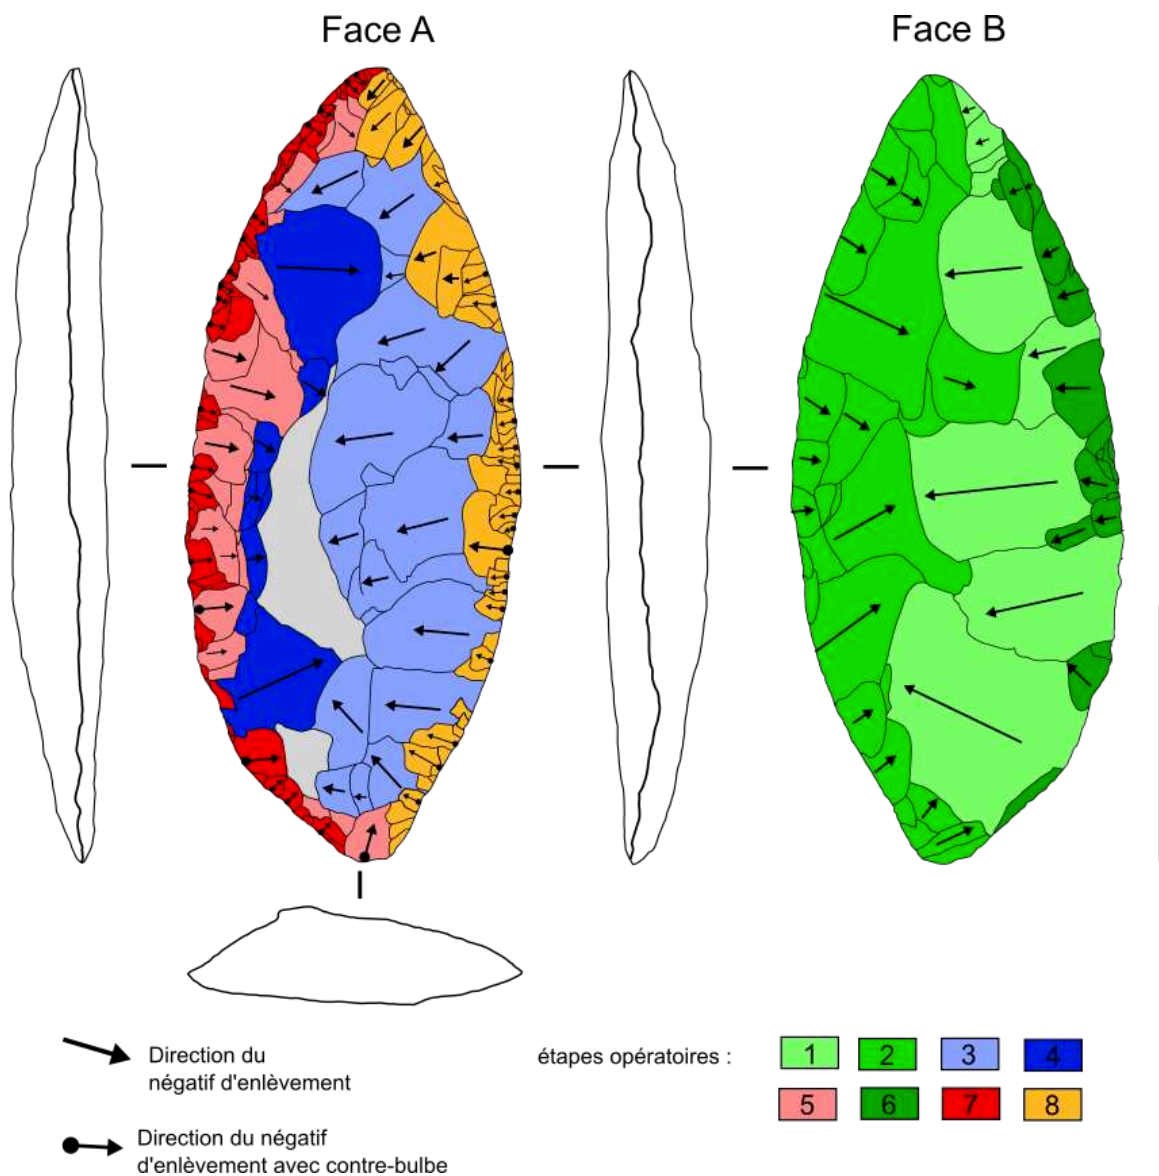 Face A
Face B
Direction du
négatif d'enlèvement
Direction du négatif
d'enlèvement avec contre-bulbe
étapes opératoires :
1 2 3 4
5 6 7 8